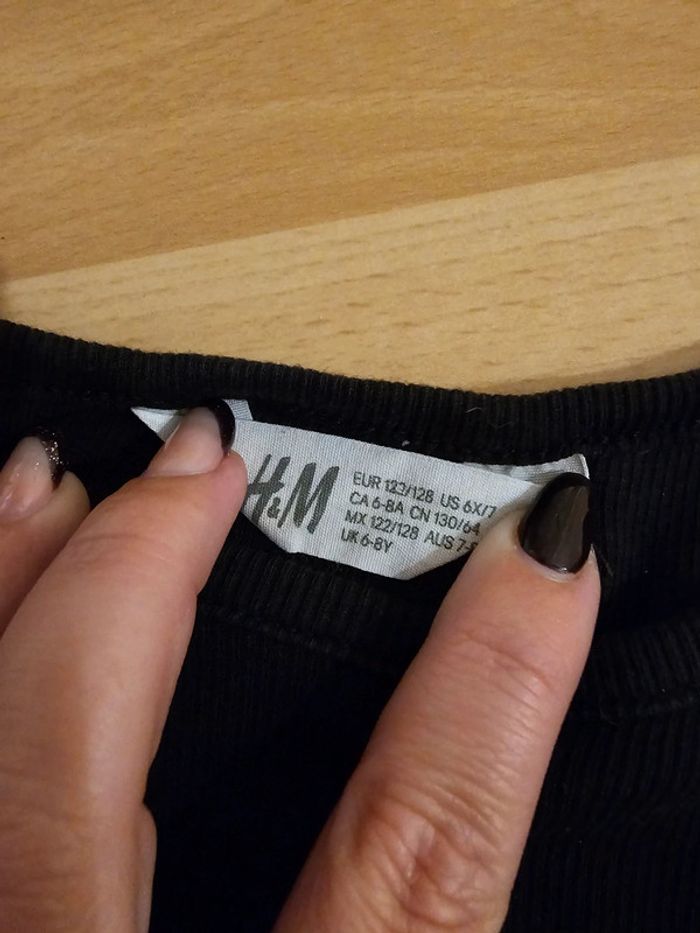 H&M
EUR 122/128 US 6X/7
CA 6-8A CN 130/64
MX 122/128 AUS
UK 6-8Y